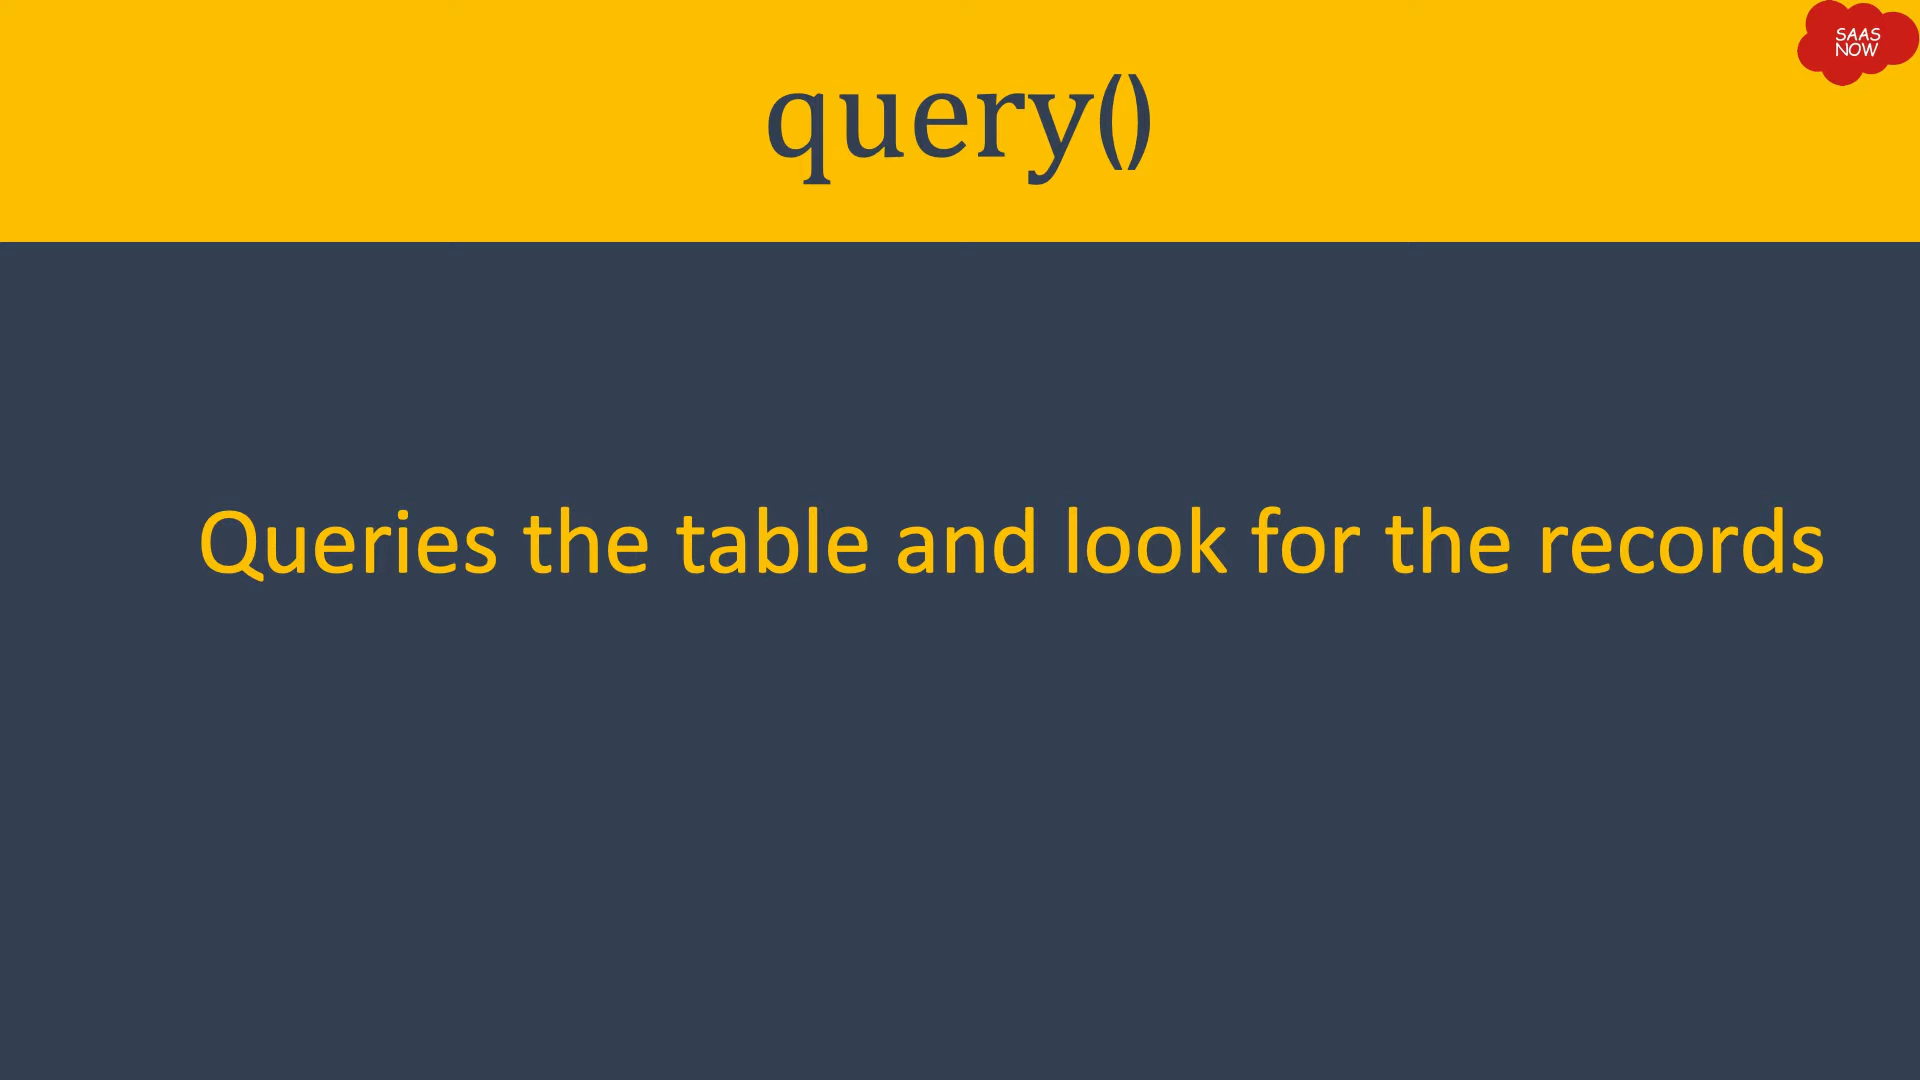 SAAS
NOW
query()
Queries the table and look for the records